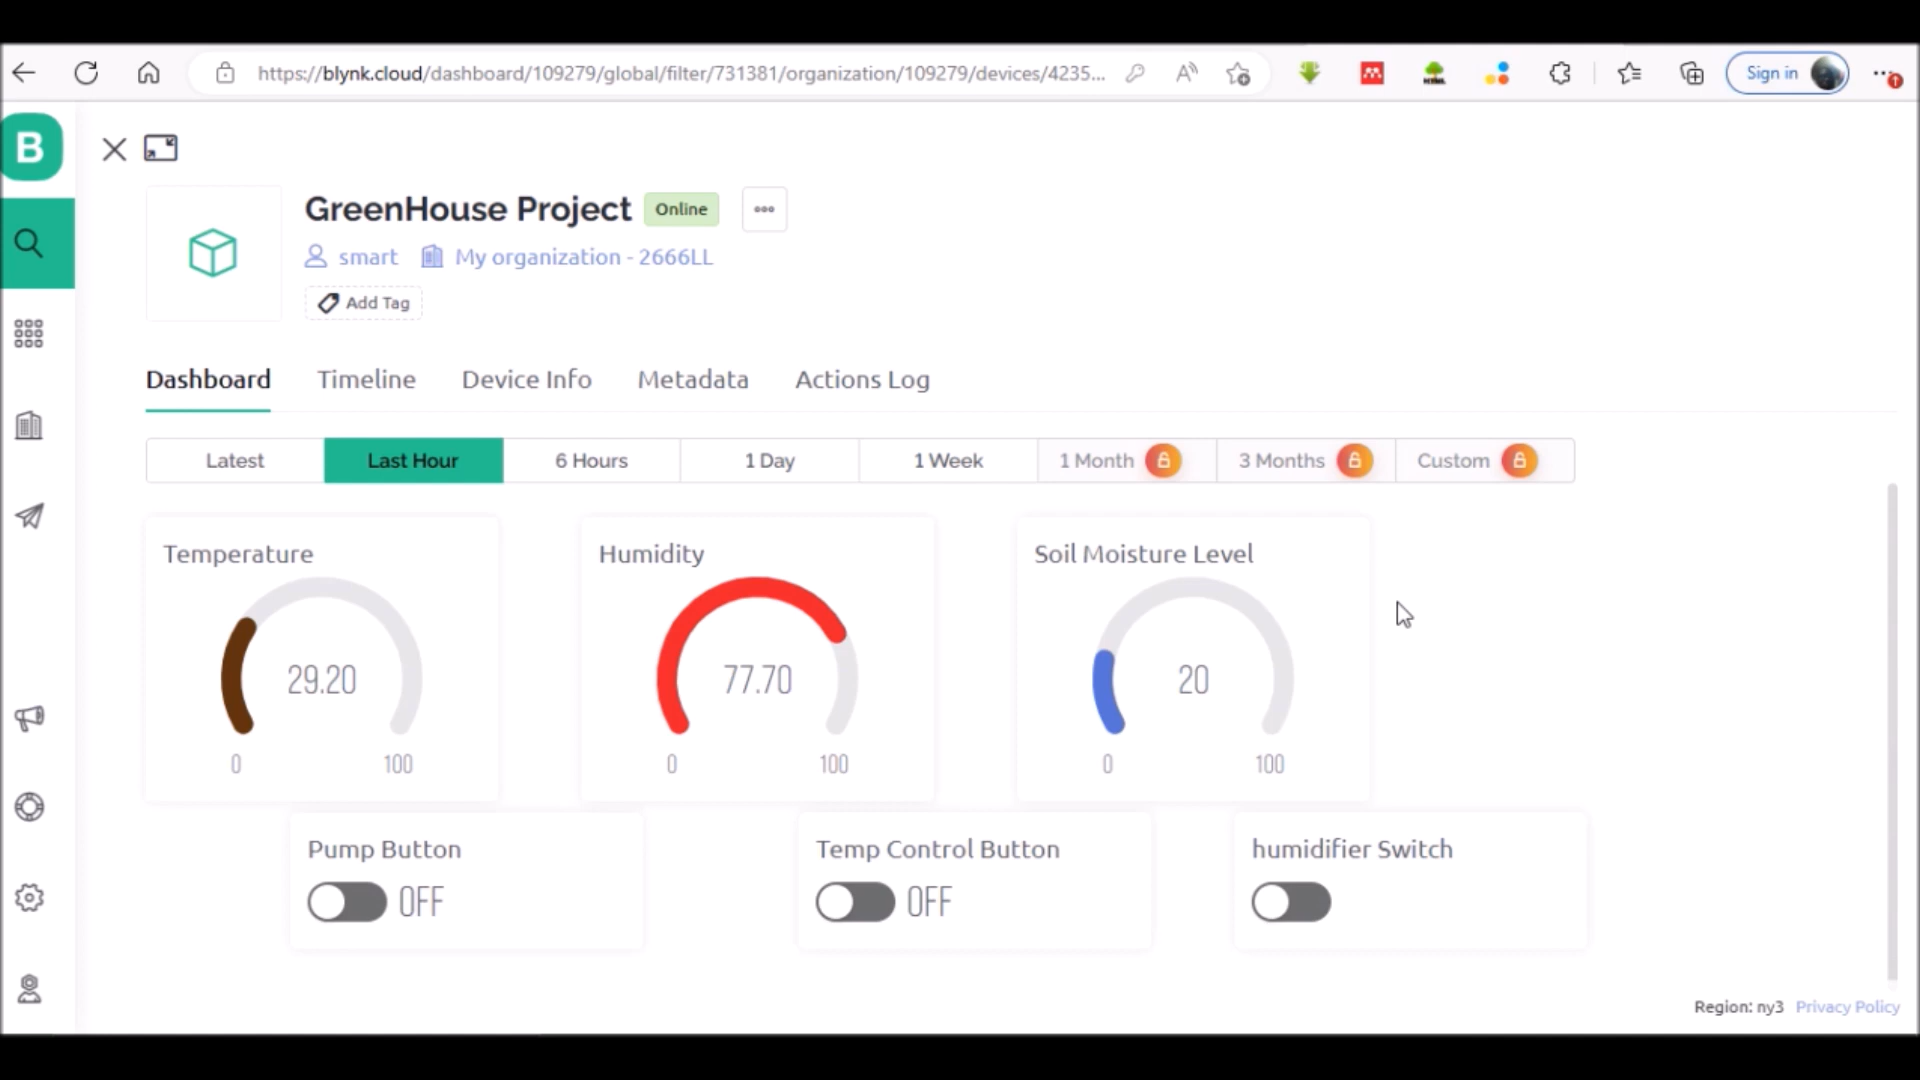 https://blynk.cloud/dashboard/109279/global/filter/731381/organization/109279/devices/4235...
Sign in
B
GreenHouse Project Online
smart My organization - 2666LL
Add Tag
Dashboard Timeline Device Info Metadata Actions Log
Latest Last Hour 6 Hours 1 Day 1 Week 1 Month 3 Months Custom
Temperature Humidity Soil Moisture Level
29.20 77.70 20
0 100 0 100 0 100
Pump Button Temp Control Button humidifier Switch
OFF OFF
Region: ny3 Privacy Policy